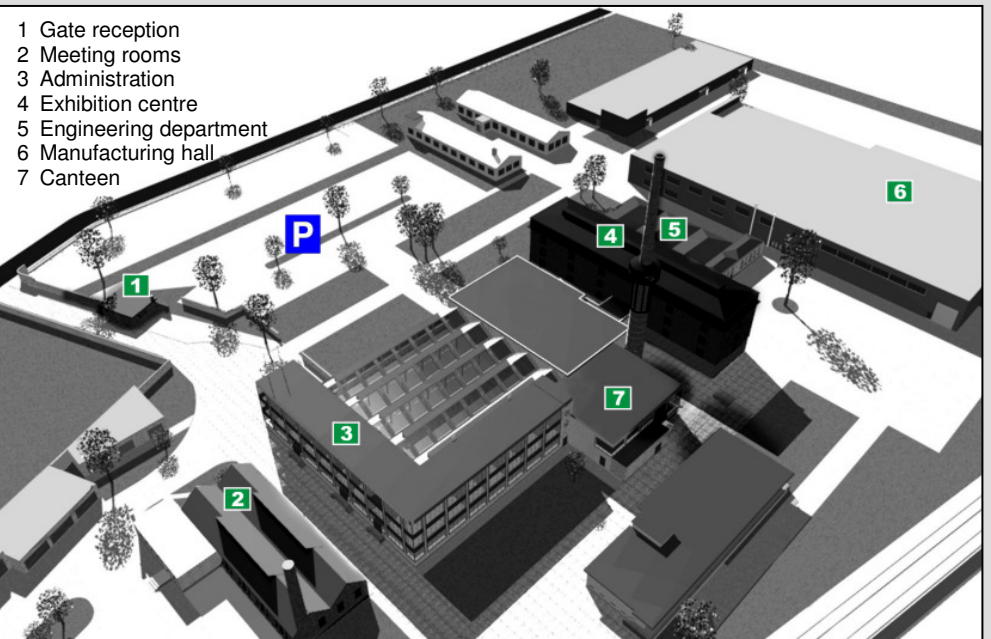 1 Gate reception
2 Meeting rooms
3 Administration
4 Exhibition centre
5 Engineering department
6 Manufacturing hall
7 Canteen
6
5
4
P
1
7
3
2